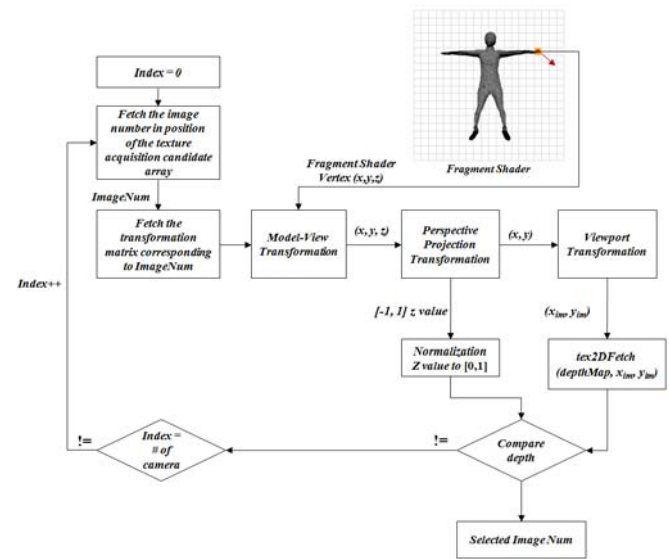 Index = 0
Fetch the image
number in position
of the texture
acquisition candidate
array
Fragment Shader
Fragment Shader
Vertex (x,y,z)
ImageNum
Fetch the
transformation
matrix corresponding
to ImageNum
Model-View
Transformation
(x, y, z)
Perspective
Projection
Transformation
(x, y)
Viewport
Transformation
Index++
[-1, 1] z value
(xim, yim)
Normalization
Z value to [0,1]
tex2DFetch
(depthMap, xim, yim)
!=
Index =
# of
camera
!=
Compare
depth
Selected Image Num